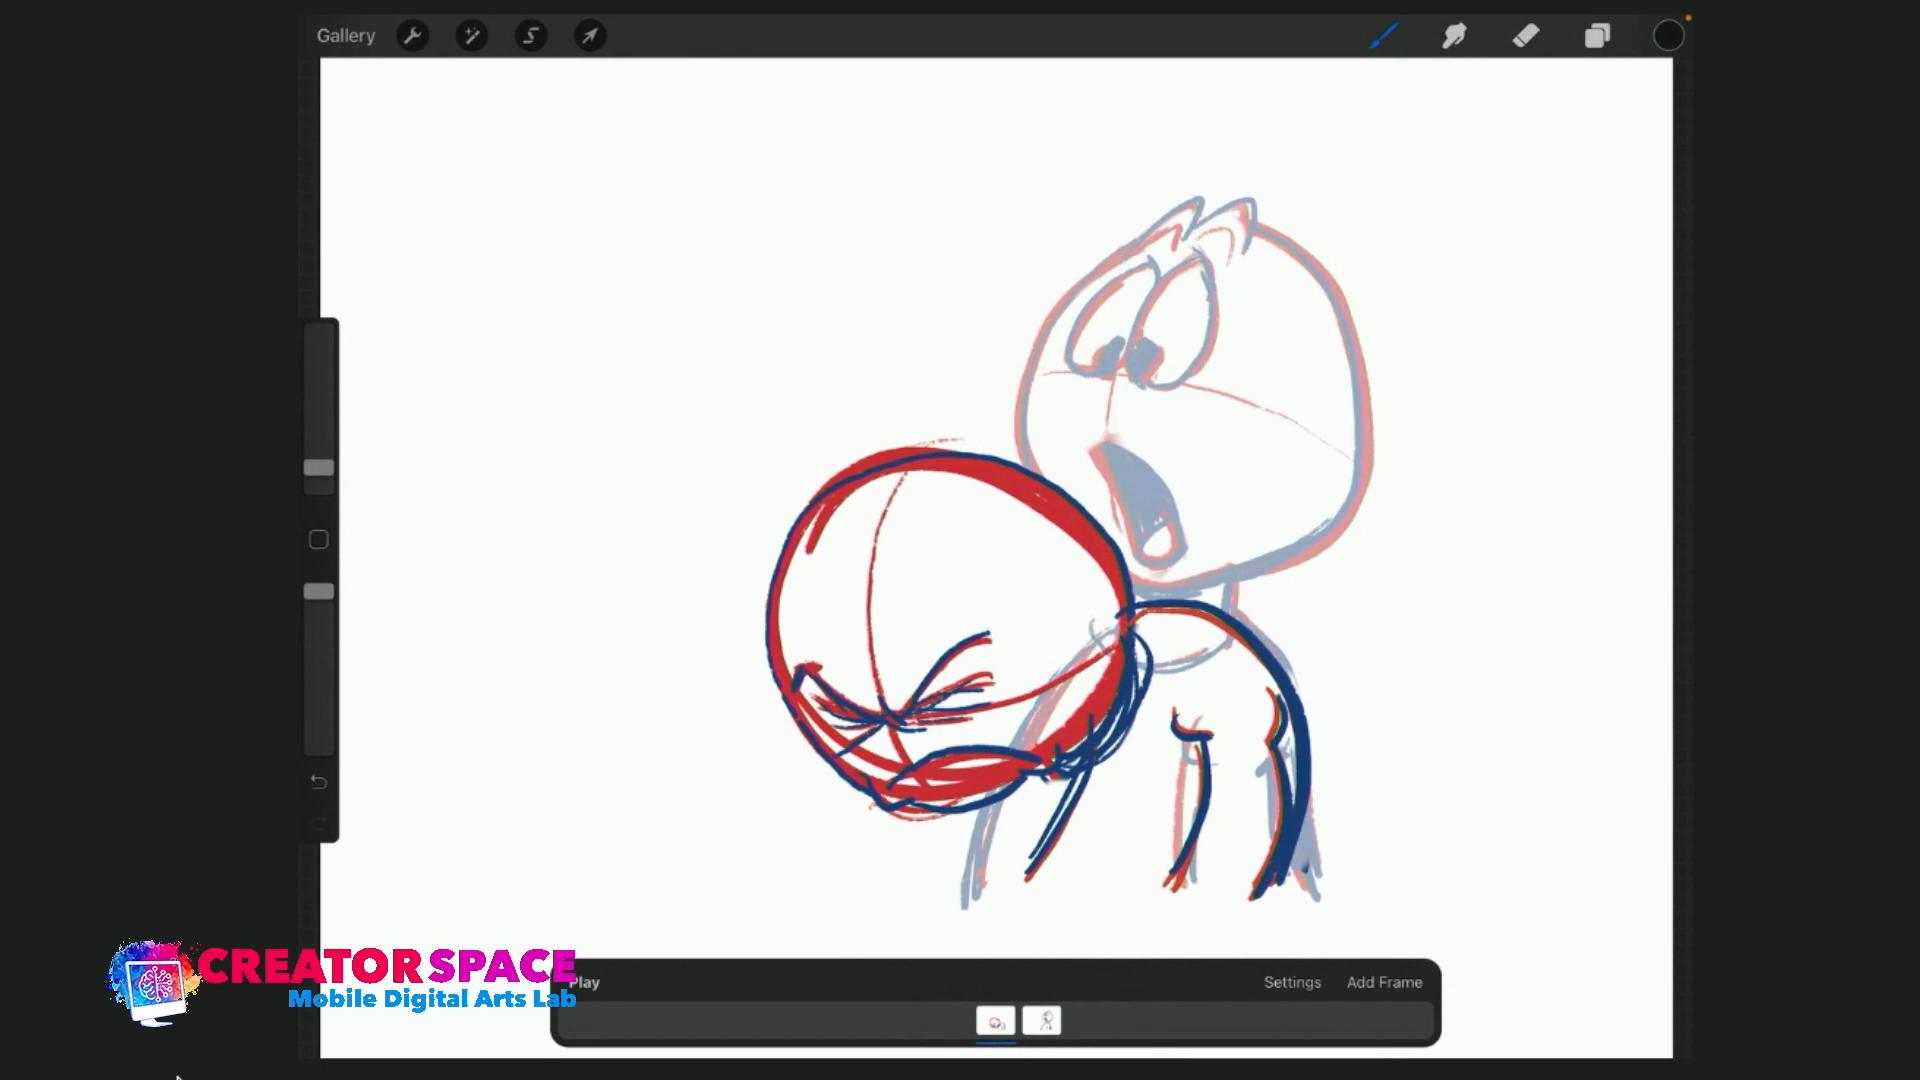 Gallery
CREATORSPACE
Mobile Digital Arts Lab
Play
Settings
Add Frame